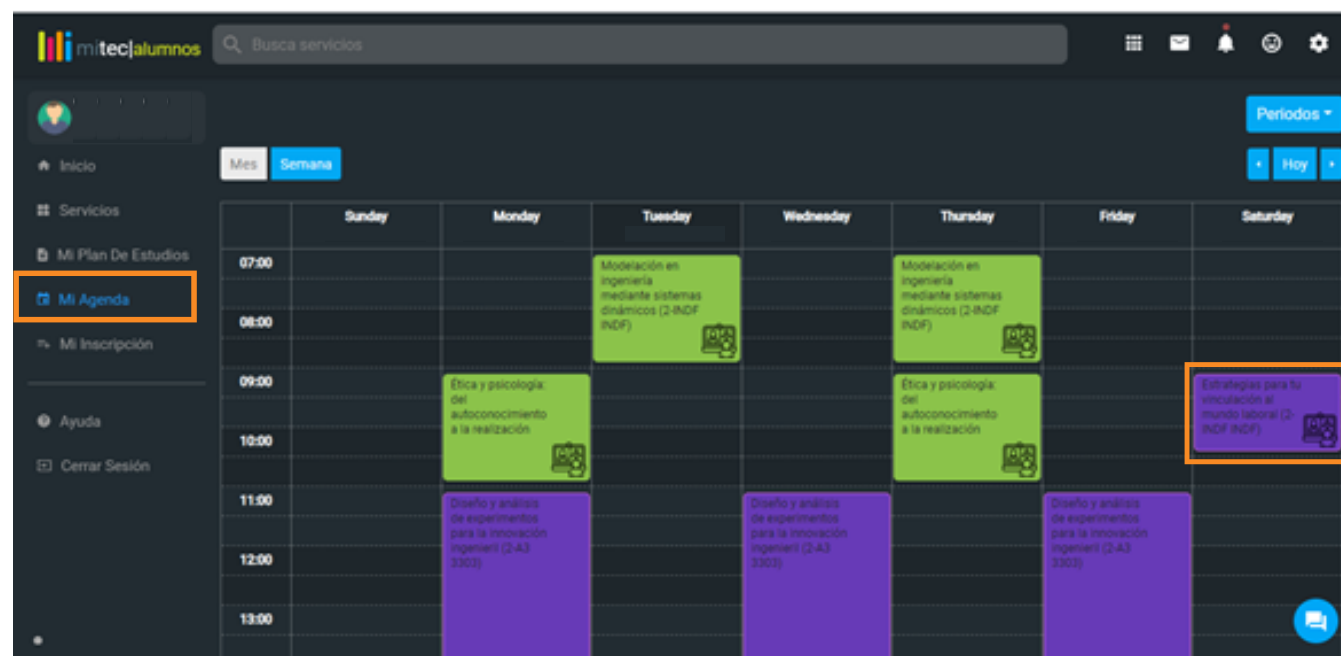 mitec|alumnos
Busca servicios
Periodos
Inicio
Mes
Semana
Hoy
Servicios
Sunday
Monday
Tuesday
Wednesday
Thursday
Friday
Saturday
Mi Plan De Estudios
Mi Agenda
Mi Inscripción
Ayuda
Cerrar Sesión
07:00
Modelación en
ingeniería
mediante sistemas
dinámicos (2-INDF
INDF)
Modelación en
ingeniería
mediante sistemas
dinámicos (2-INDF
INDF)
08:00
09:00
Ética y psicología:
del
autoconocimiento
a la realización
Ética y psicología:
del
autoconocimiento
a la realización
Estrategias para tu
vinculación al
mundo laboral (2-
INDF INDF)
10:00
11:00
Diseño y análisis
de experimentos
para la innovación
ingenieril (2-A3
3303)
Diseño y análisis
de experimentos
para la innovación
ingenieril (2-A3
3303)
Diseño y análisis
de experimentos
para la innovación
ingenieril (2-A3
3303)
12:00
13:00